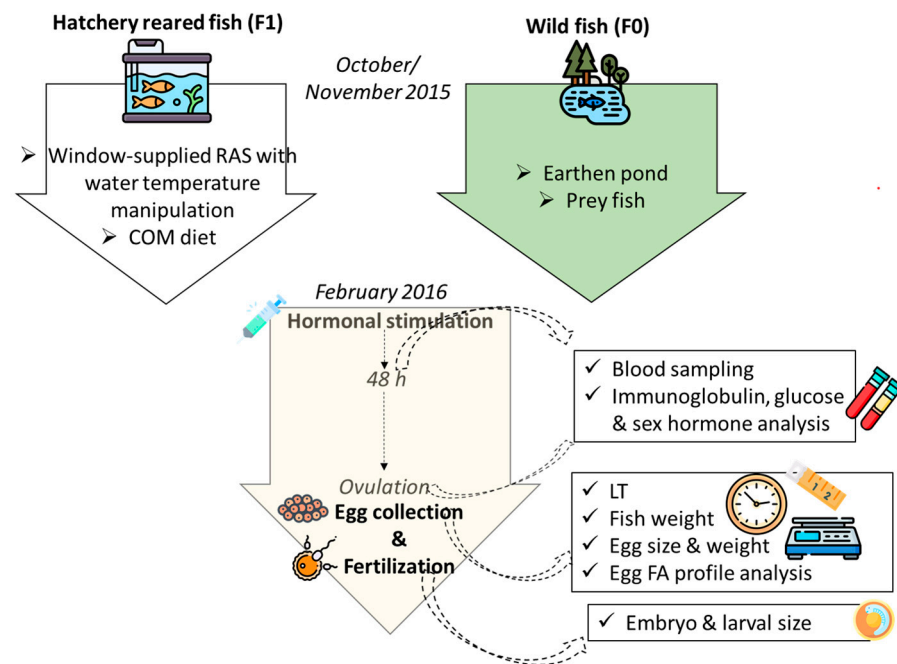 Hatchery reared fish (F1)
Wild fish (F0)
October/
November 2015
➢ Window-supplied RAS with
water temperature
manipulation
➢ COM diet
➢ Earthen pond
➢ Prey fish
February 2016
Hormonal stimulation
48 h
✓ Blood sampling
✓ Immunoglobulin, glucose
& sex hormone analysis
Ovulation
Egg collection
&
Fertilization
✓ LT
✓ Fish weight
✓ Egg size & weight
✓ Egg FA profile analysis
1 2
✓ Embryo & larval size